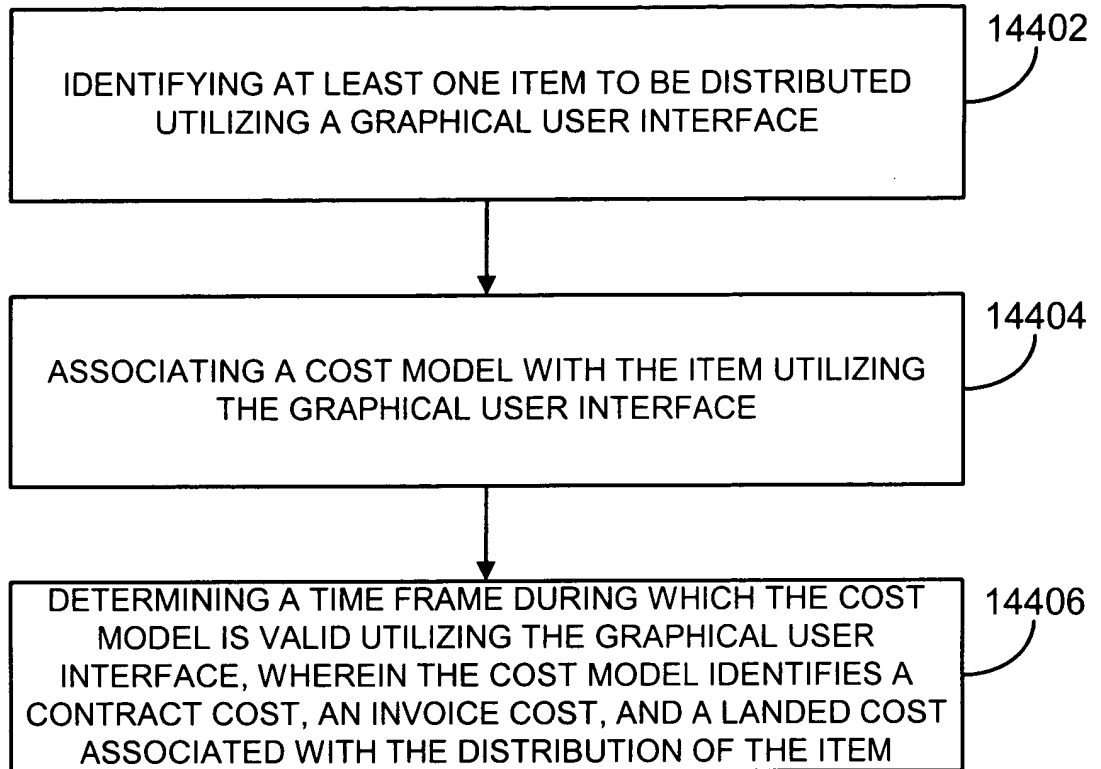 14402
IDENTIFYING AT LEAST ONE ITEM TO BE DISTRIBUTED
UTILIZING A GRAPHICAL USER INTERFACE
14404
ASSOCIATING A COST MODEL WITH THE ITEM UTILIZING
THE GRAPHICAL USER INTERFACE
14406
DETERMINING A TIME FRAME DURING WHICH THE COST
MODEL IS VALID UTILIZING THE GRAPHICAL USER
INTERFACE, WHEREIN THE COST MODEL IDENTIFIES A
CONTRACT COST, AN INVOICE COST, AND A LANDED COST
ASSOCIATED WITH THE DISTRIBUTION OF THE ITEM